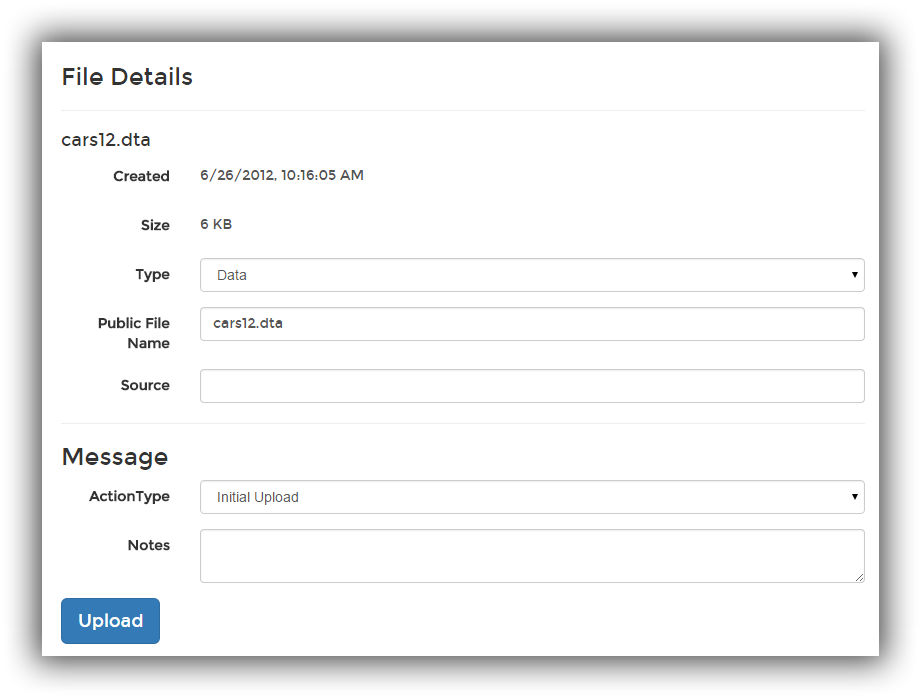 File Details
cars12.dta
Created 6/26/2012, 10:16:05 AM
Size 6 KB
Type Data
Public File Name cars12.dta
Source
Message
ActionType Initial Upload
Notes
Upload